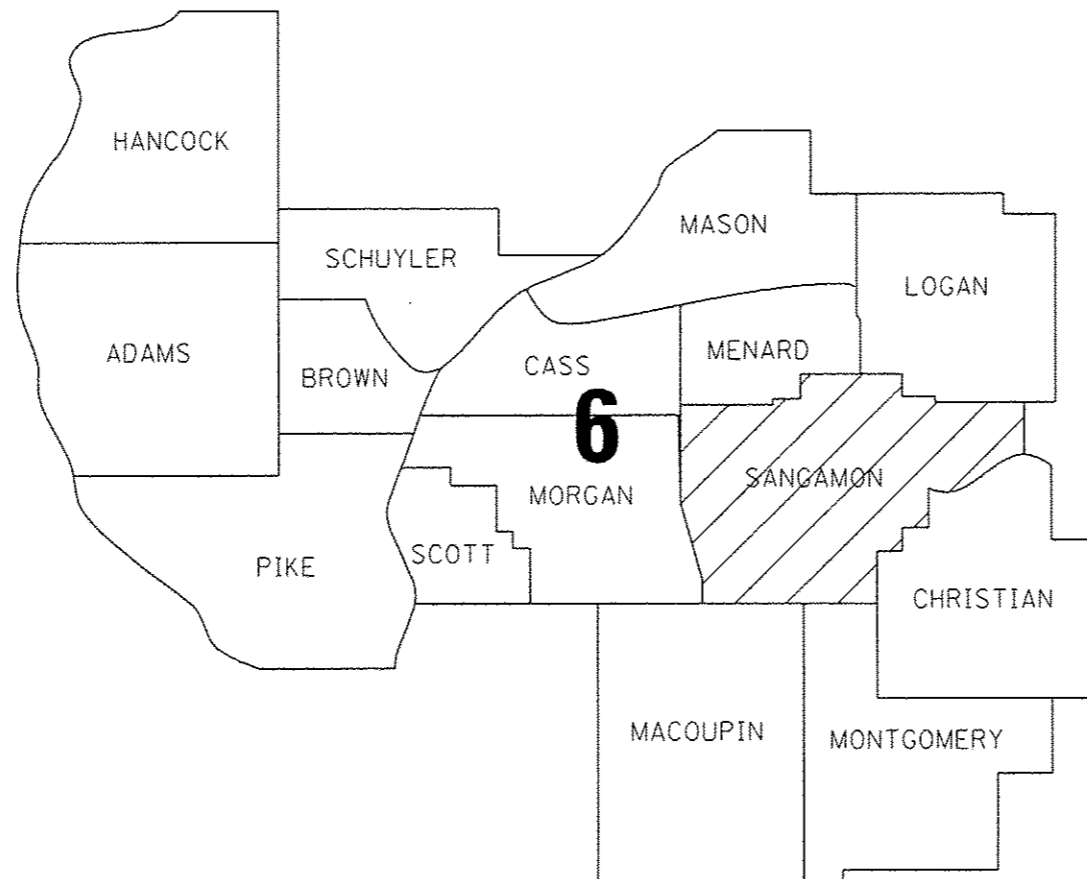 HANCOCK
MASON
SCHUYLER
LOGAN
ADAMS
MENARD
CASS
BROWN
6
SANGAMON
MORGAN
SCOTT
PIKE
CHRISTIAN
MACOUPIN
MONTGOMERY